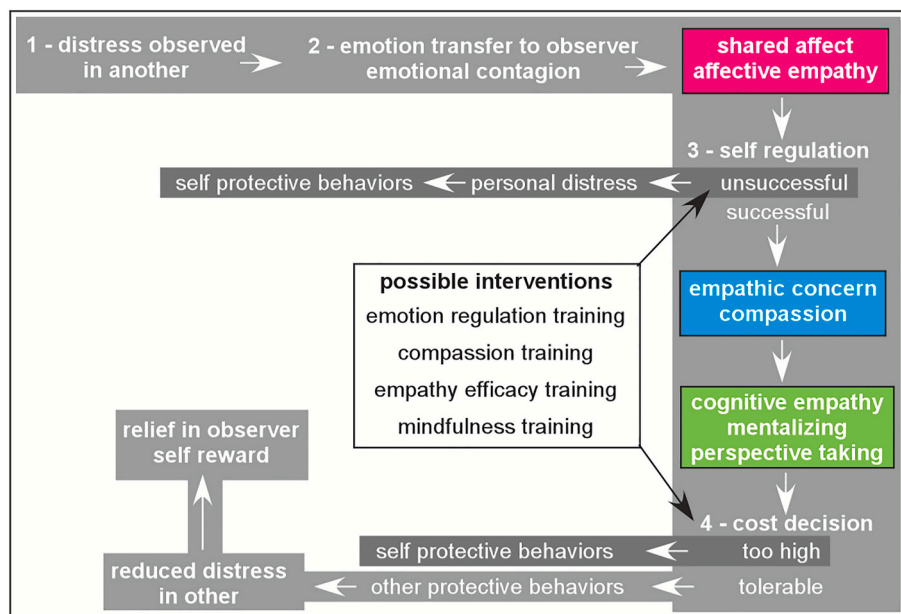 1 - distress observed
in another
2 - emotion transfer to observer
emotional contagion
shared affect
affective empathy
3 - self regulation
self protective behaviors
personal distress
unsuccessful
successful
possible interventions
emotion regulation training
compassion training
empathy efficacy training
mindfulness training
empathic concern
compassion
cognitive empathy
mentalizing
perspective taking
relief in observer
self reward
4 - cost decision
self protective behaviors
too high
reduced distress
in other
other protective behaviors
tolerable